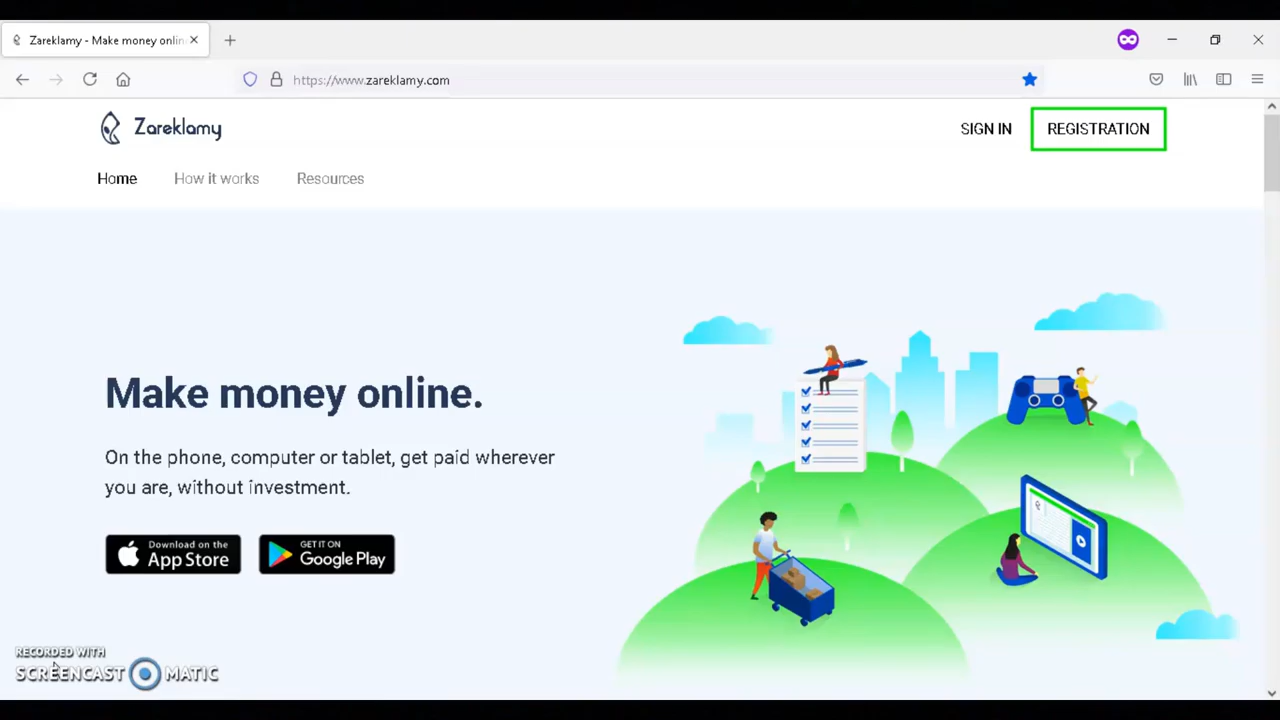 Zareklamy - Make money onlin
https://www.zareklamy.com
Zareklamy
SIGN IN
REGISTRATION
Home
How it works
Resources
Make money online.
On the phone, computer or tablet, get paid wherever
you are, without investment.
Download on the
App Store
GET IT ON
Google Play
RECORDED WITH
SCREENCAST MATIC